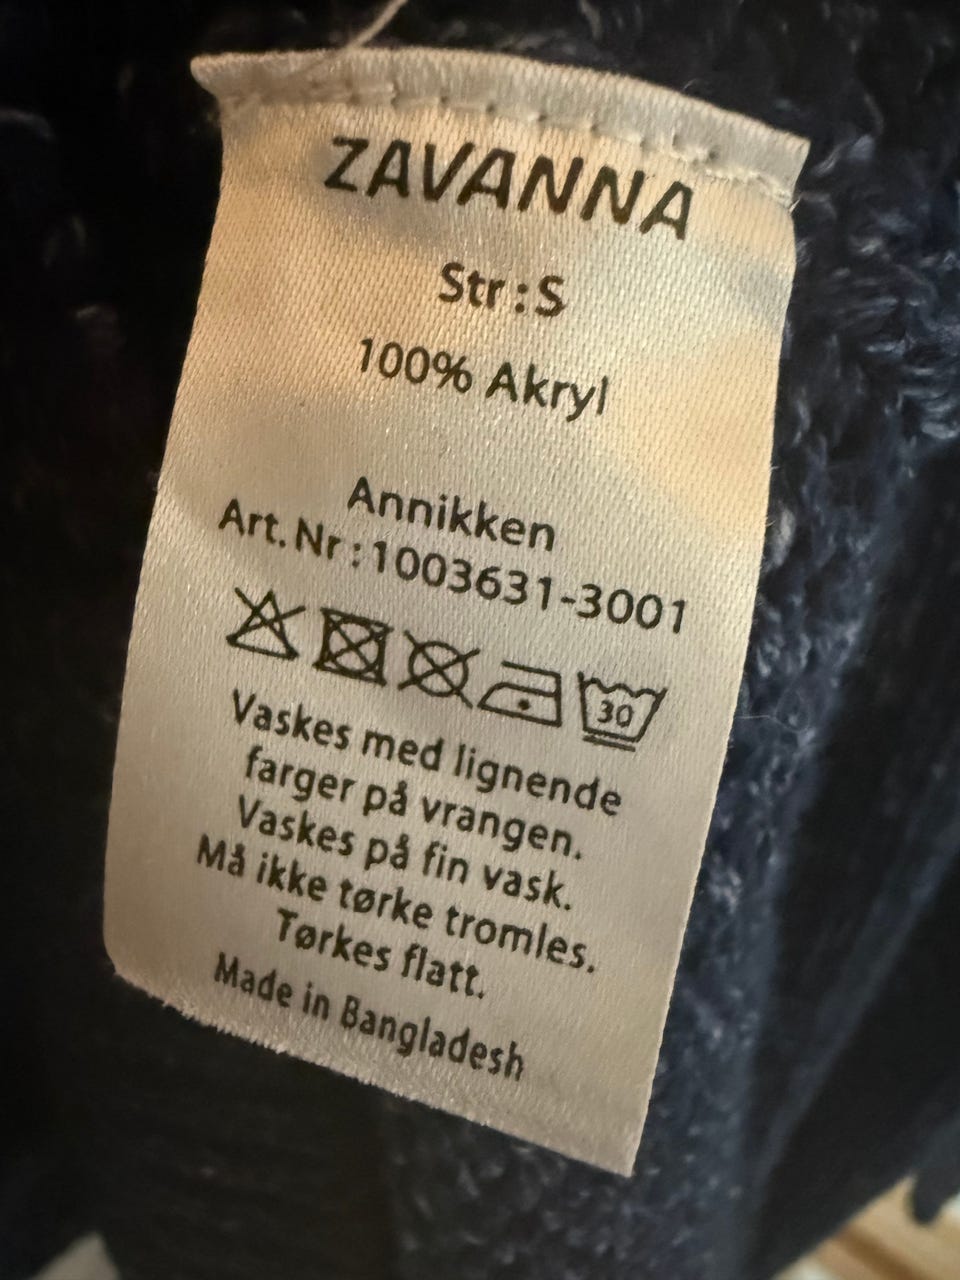 ZAVANNA
Str : S
100% Akryl
Annikken
Art. Nr : 1003631-3001
30
Vaskes med lignende
farger på vrangen.
Vaskes på fin vask.
Må ikke tørke tromles.
Tørkes flatt.
Made in Bangladesh